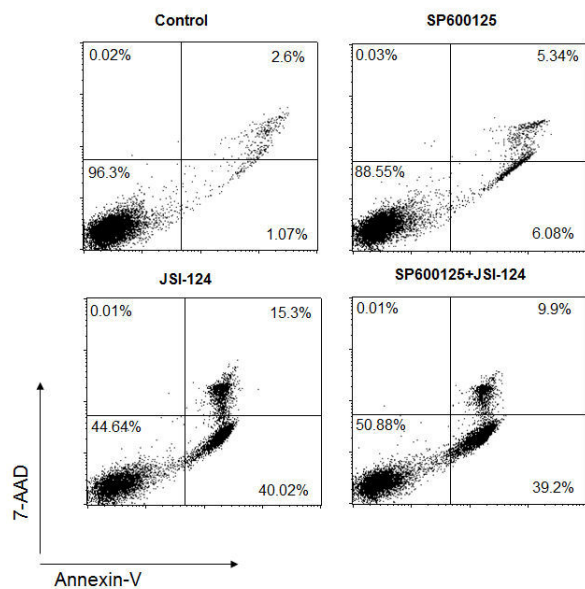 Control
SP600125
0.02%
2.6%
0.03%
5.34%
96.3%
88.55%
1.07%
6.08%
JSI-124
SP600125+JSI-124
0.01%
15.3%
0.01%
9.9%
44.64%
50.88%
40.02%
39.2%
7-AAD
Annexin-V